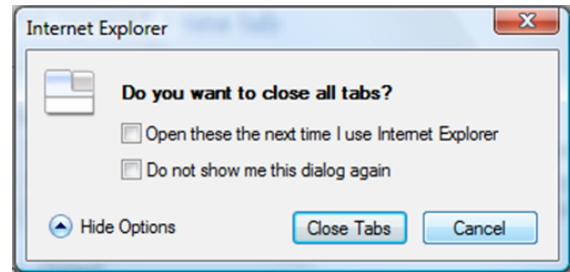 Internet Explorer
Do you want to close all tabs?
Open these the next time I use Internet Explorer
Do not show me this dialog again
Hide Options
Close Tabs
Cancel